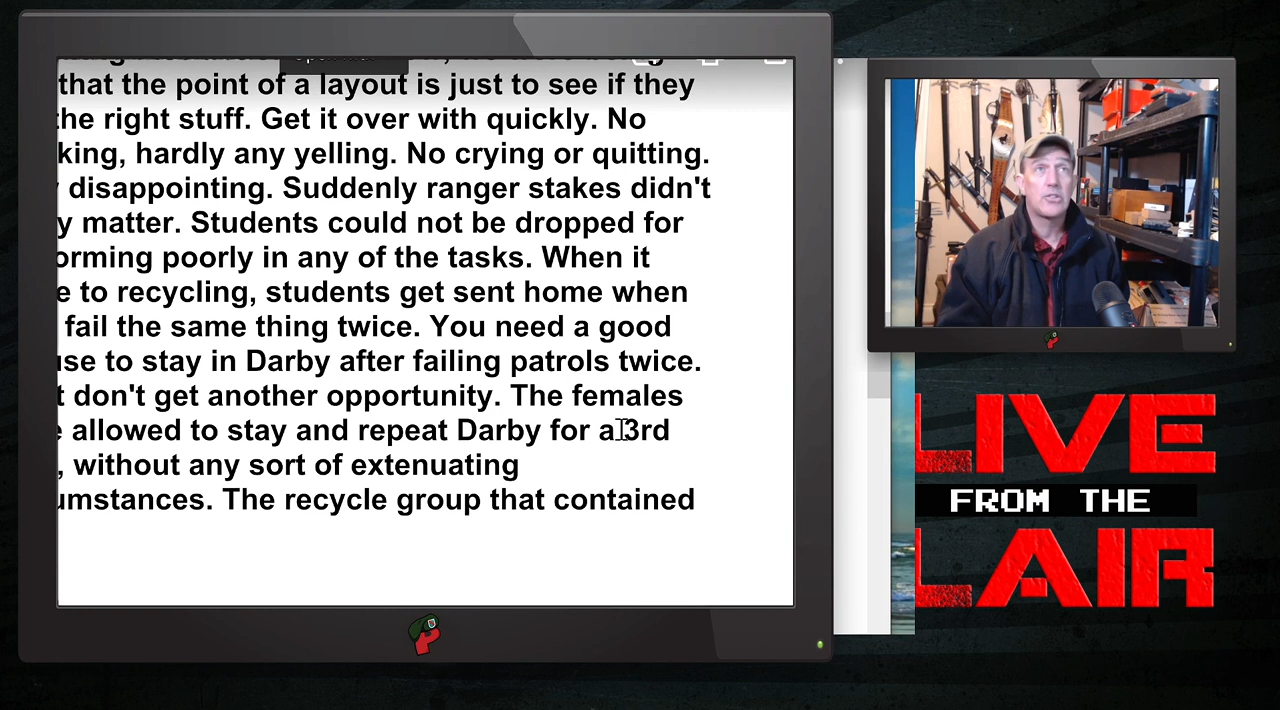 that the point of a layout is just to see if they
the right stuff. Get it over with quickly. No
king, hardly any yelling. No crying or quitting.
disappointing. Suddenly ranger stakes didn't
y matter. Students could not be dropped for
orming poorly in any of the tasks. When it
e to recycling, students get sent home when
fail the same thing twice. You need a good
use to stay in Darby after failing patrols twice.
t don't get another opportunity. The females
e allowed to stay and repeat Darby for a 3rd
, without any sort of extenuating
umstances. The recycle group that contained
LIVE
FROM THE
LAIR